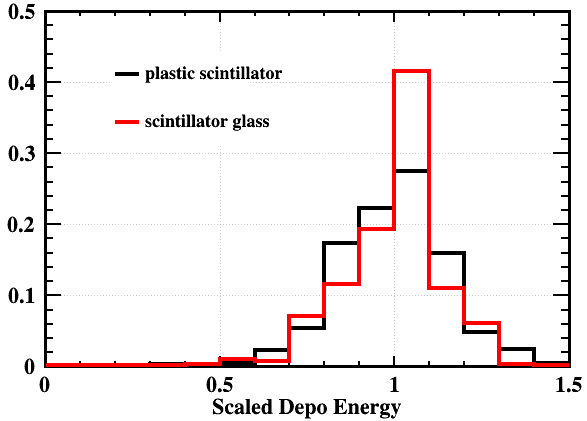 0.5
plastic scintillator
0.4
scintillator glass
0.3
0.2
0.1
0
0 0.5 1 1.5
Scaled Depo Energy